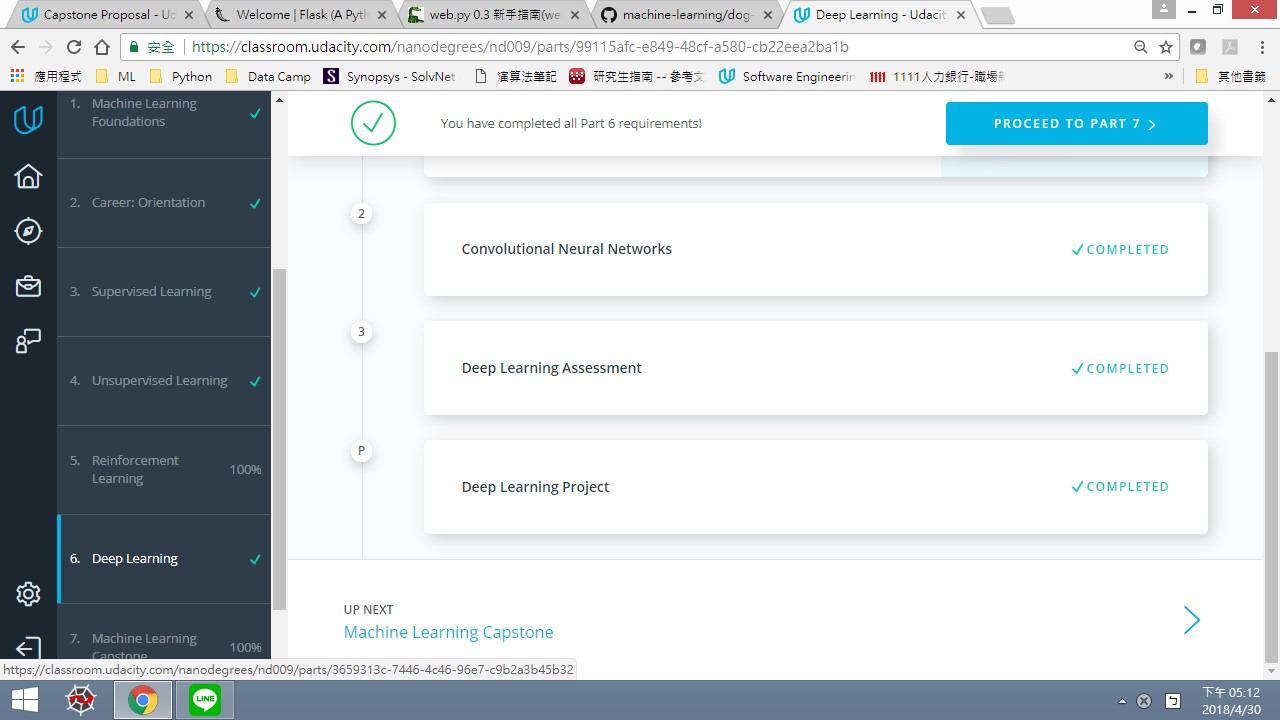 Capstone proposal - Ud
Welcome | Flask (A Pyth
web.py 0.3 新手指南 (web
machine-learning/dog-
Deep Learning - Udacit
安全
https://classroom.udacity.com/nanodegrees/nd009/parts/99115afc-e849-48cf-a580-cb22eea2ba1b
應用程式
ML
Python
Data Camp
Synopsys - SolvNet
演算法筆記
研究生指南 -- 參考文
Software Engineerin
1111人力銀行-職場新
»
其他書籤
1. Machine Learning
Foundations
2. Career: Orientation
3. Supervised Learning
4. Unsupervised Learning
5. Reinforcement
Learning
100%
6. Deep Learning
7. Machine Learning
Capstone
100%
You have completed all Part 6 requirements!
PROCEED TO PART 7
2
Convolutional Neural Networks
COMPLETED
3
Deep Learning Assessment
COMPLETED
P
Deep Learning Project
COMPLETED
UP NEXT
Machine Learning Capstone
https://classroom.udacity.com/nanodegrees/nd009/parts/3659313c-7446-4c46-96e7-c9b2a3b45b32
LINE
ㄅ
下午 05:12
2018/4/30